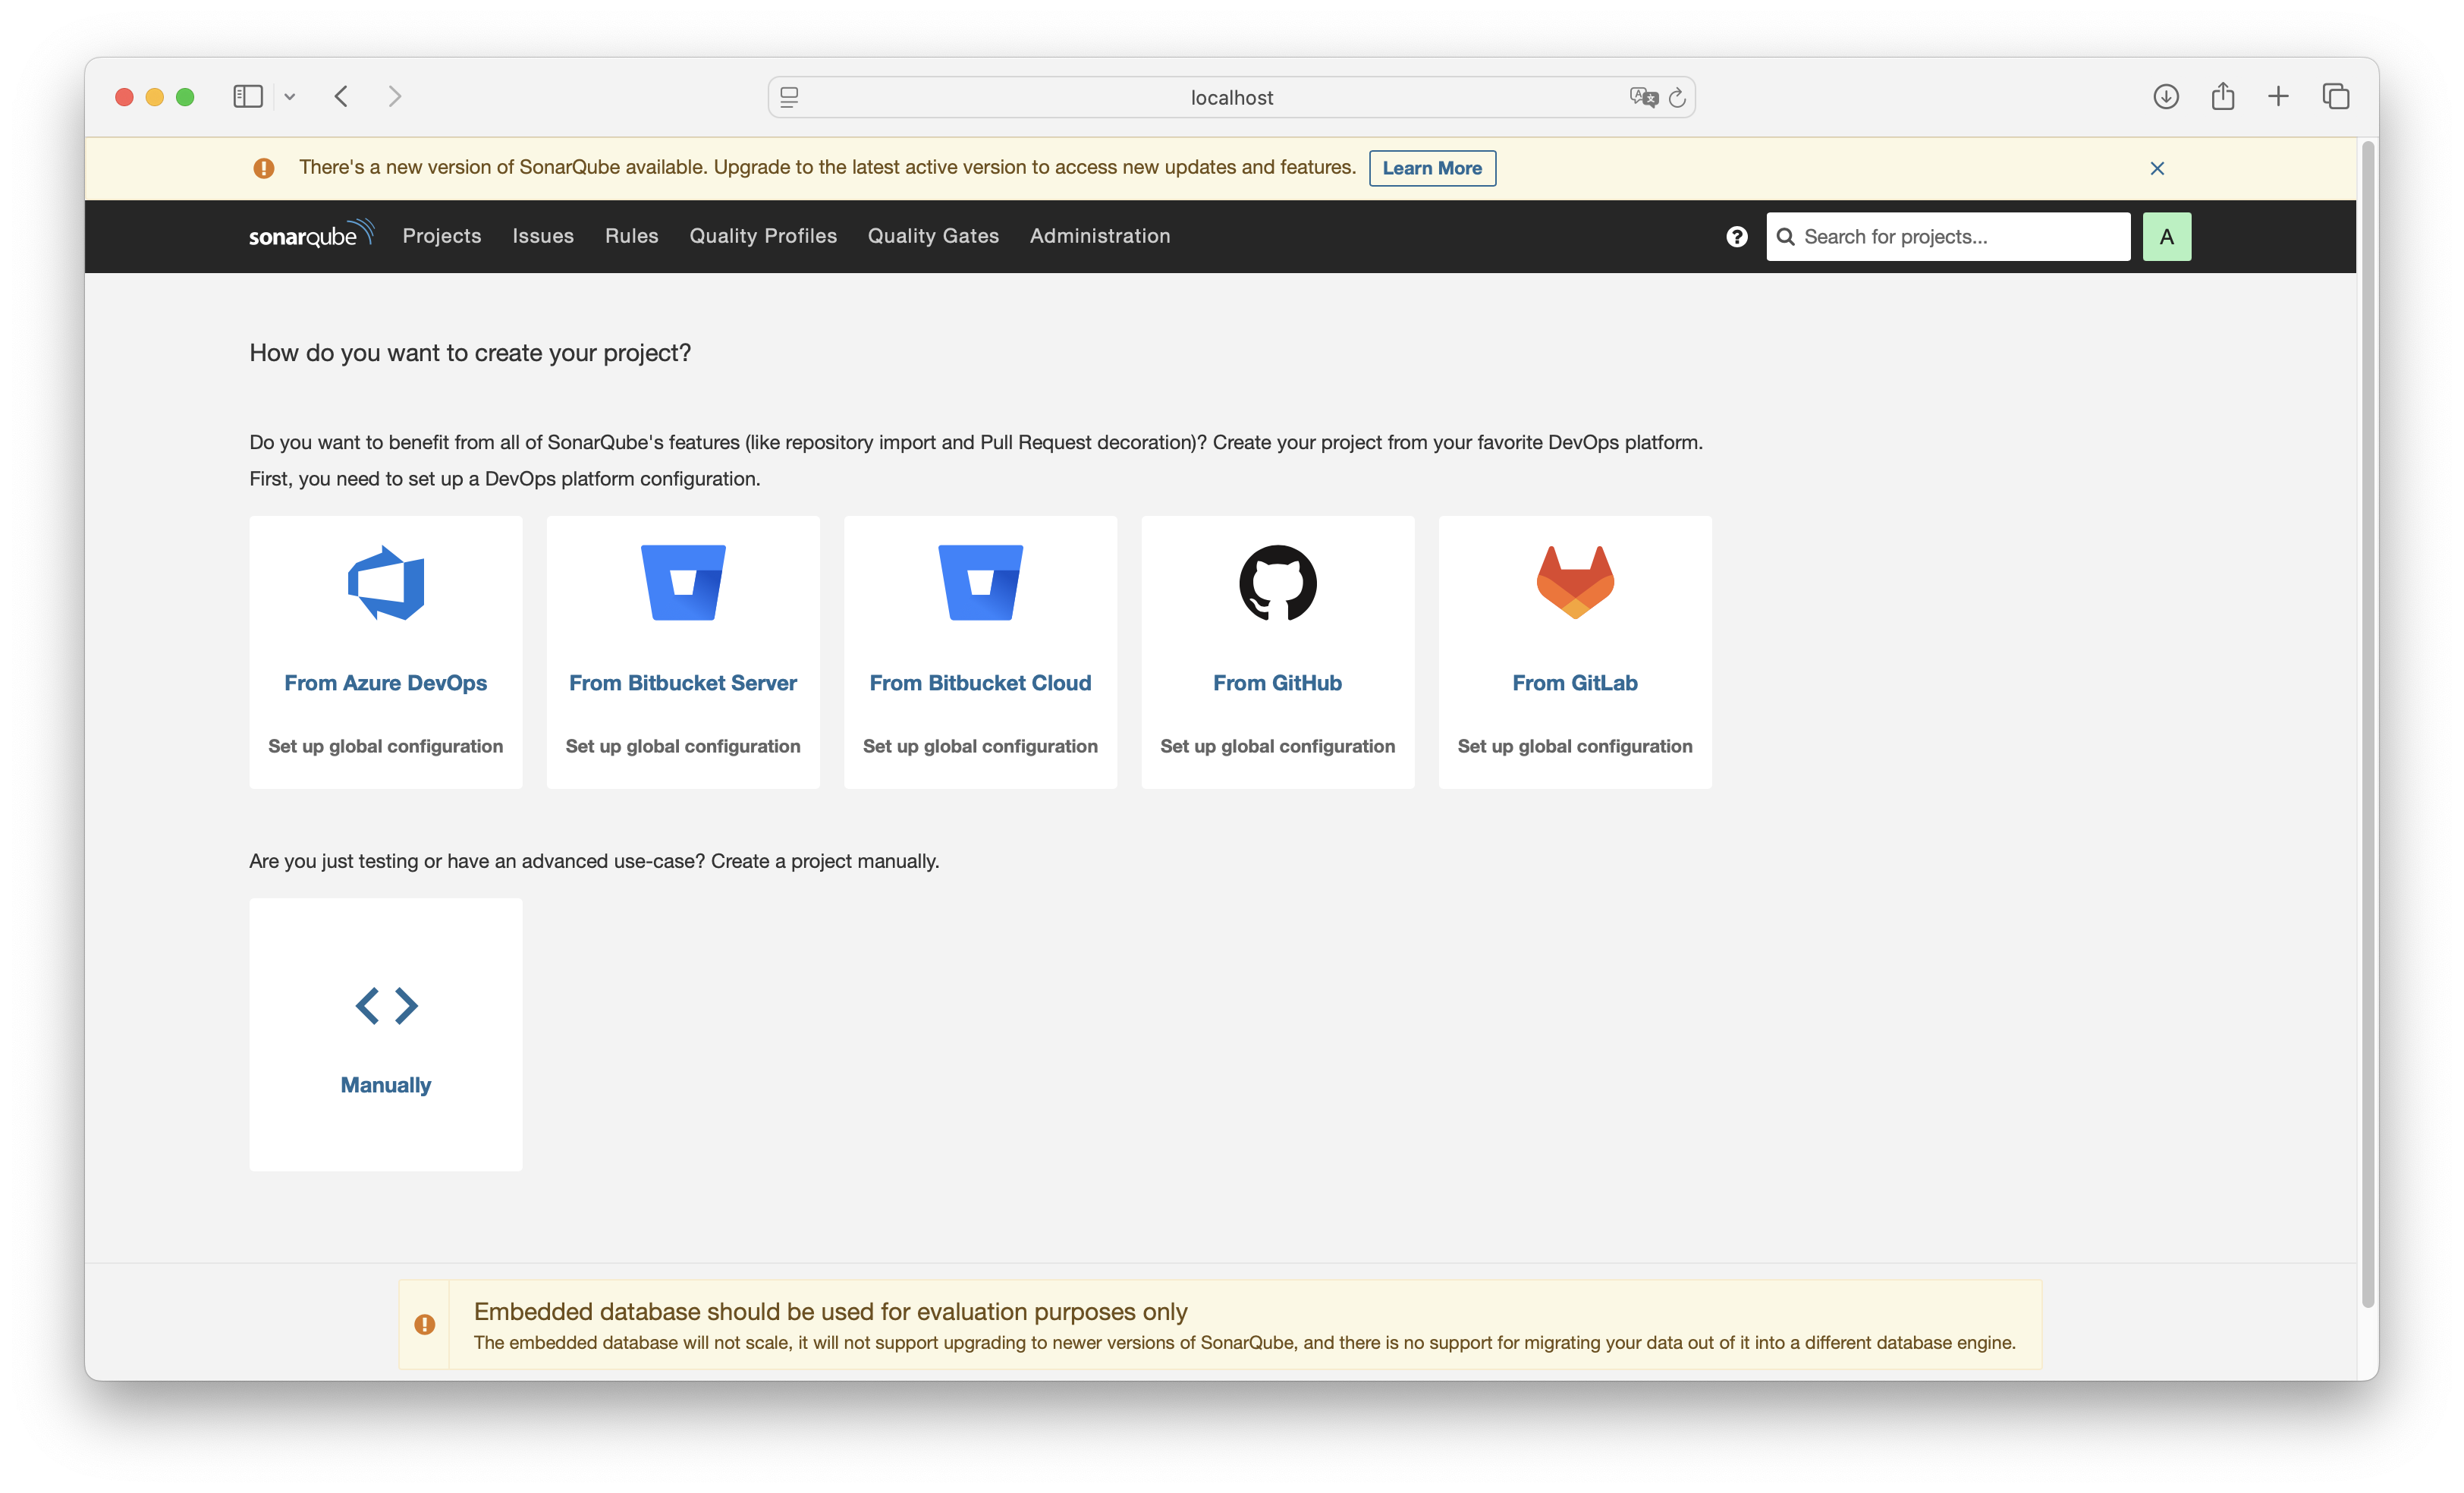 localhost
There's a new version of SonarQube available. Upgrade to the latest active version to access new updates and features. Learn More
sonarqube Projects Issues Rules Quality Profiles Quality Gates Administration Search for projects... A
How do you want to create your project?
Do you want to benefit from all of SonarQube's features (like repository import and Pull Request decoration)? Create your project from your favorite DevOps platform.
First, you need to set up a DevOps platform configuration.
From Azure DevOps From Bitbucket Server From Bitbucket Cloud From GitHub From GitLab
Set up global configuration Set up global configuration Set up global configuration Set up global configuration Set up global configuration
Are you just testing or have an advanced use-case? Create a project manually.
Manually
Embedded database should be used for evaluation purposes only
The embedded database will not scale, it will not support upgrading to newer versions of SonarQube, and there is no support for migrating your data out of it into a different database engine.